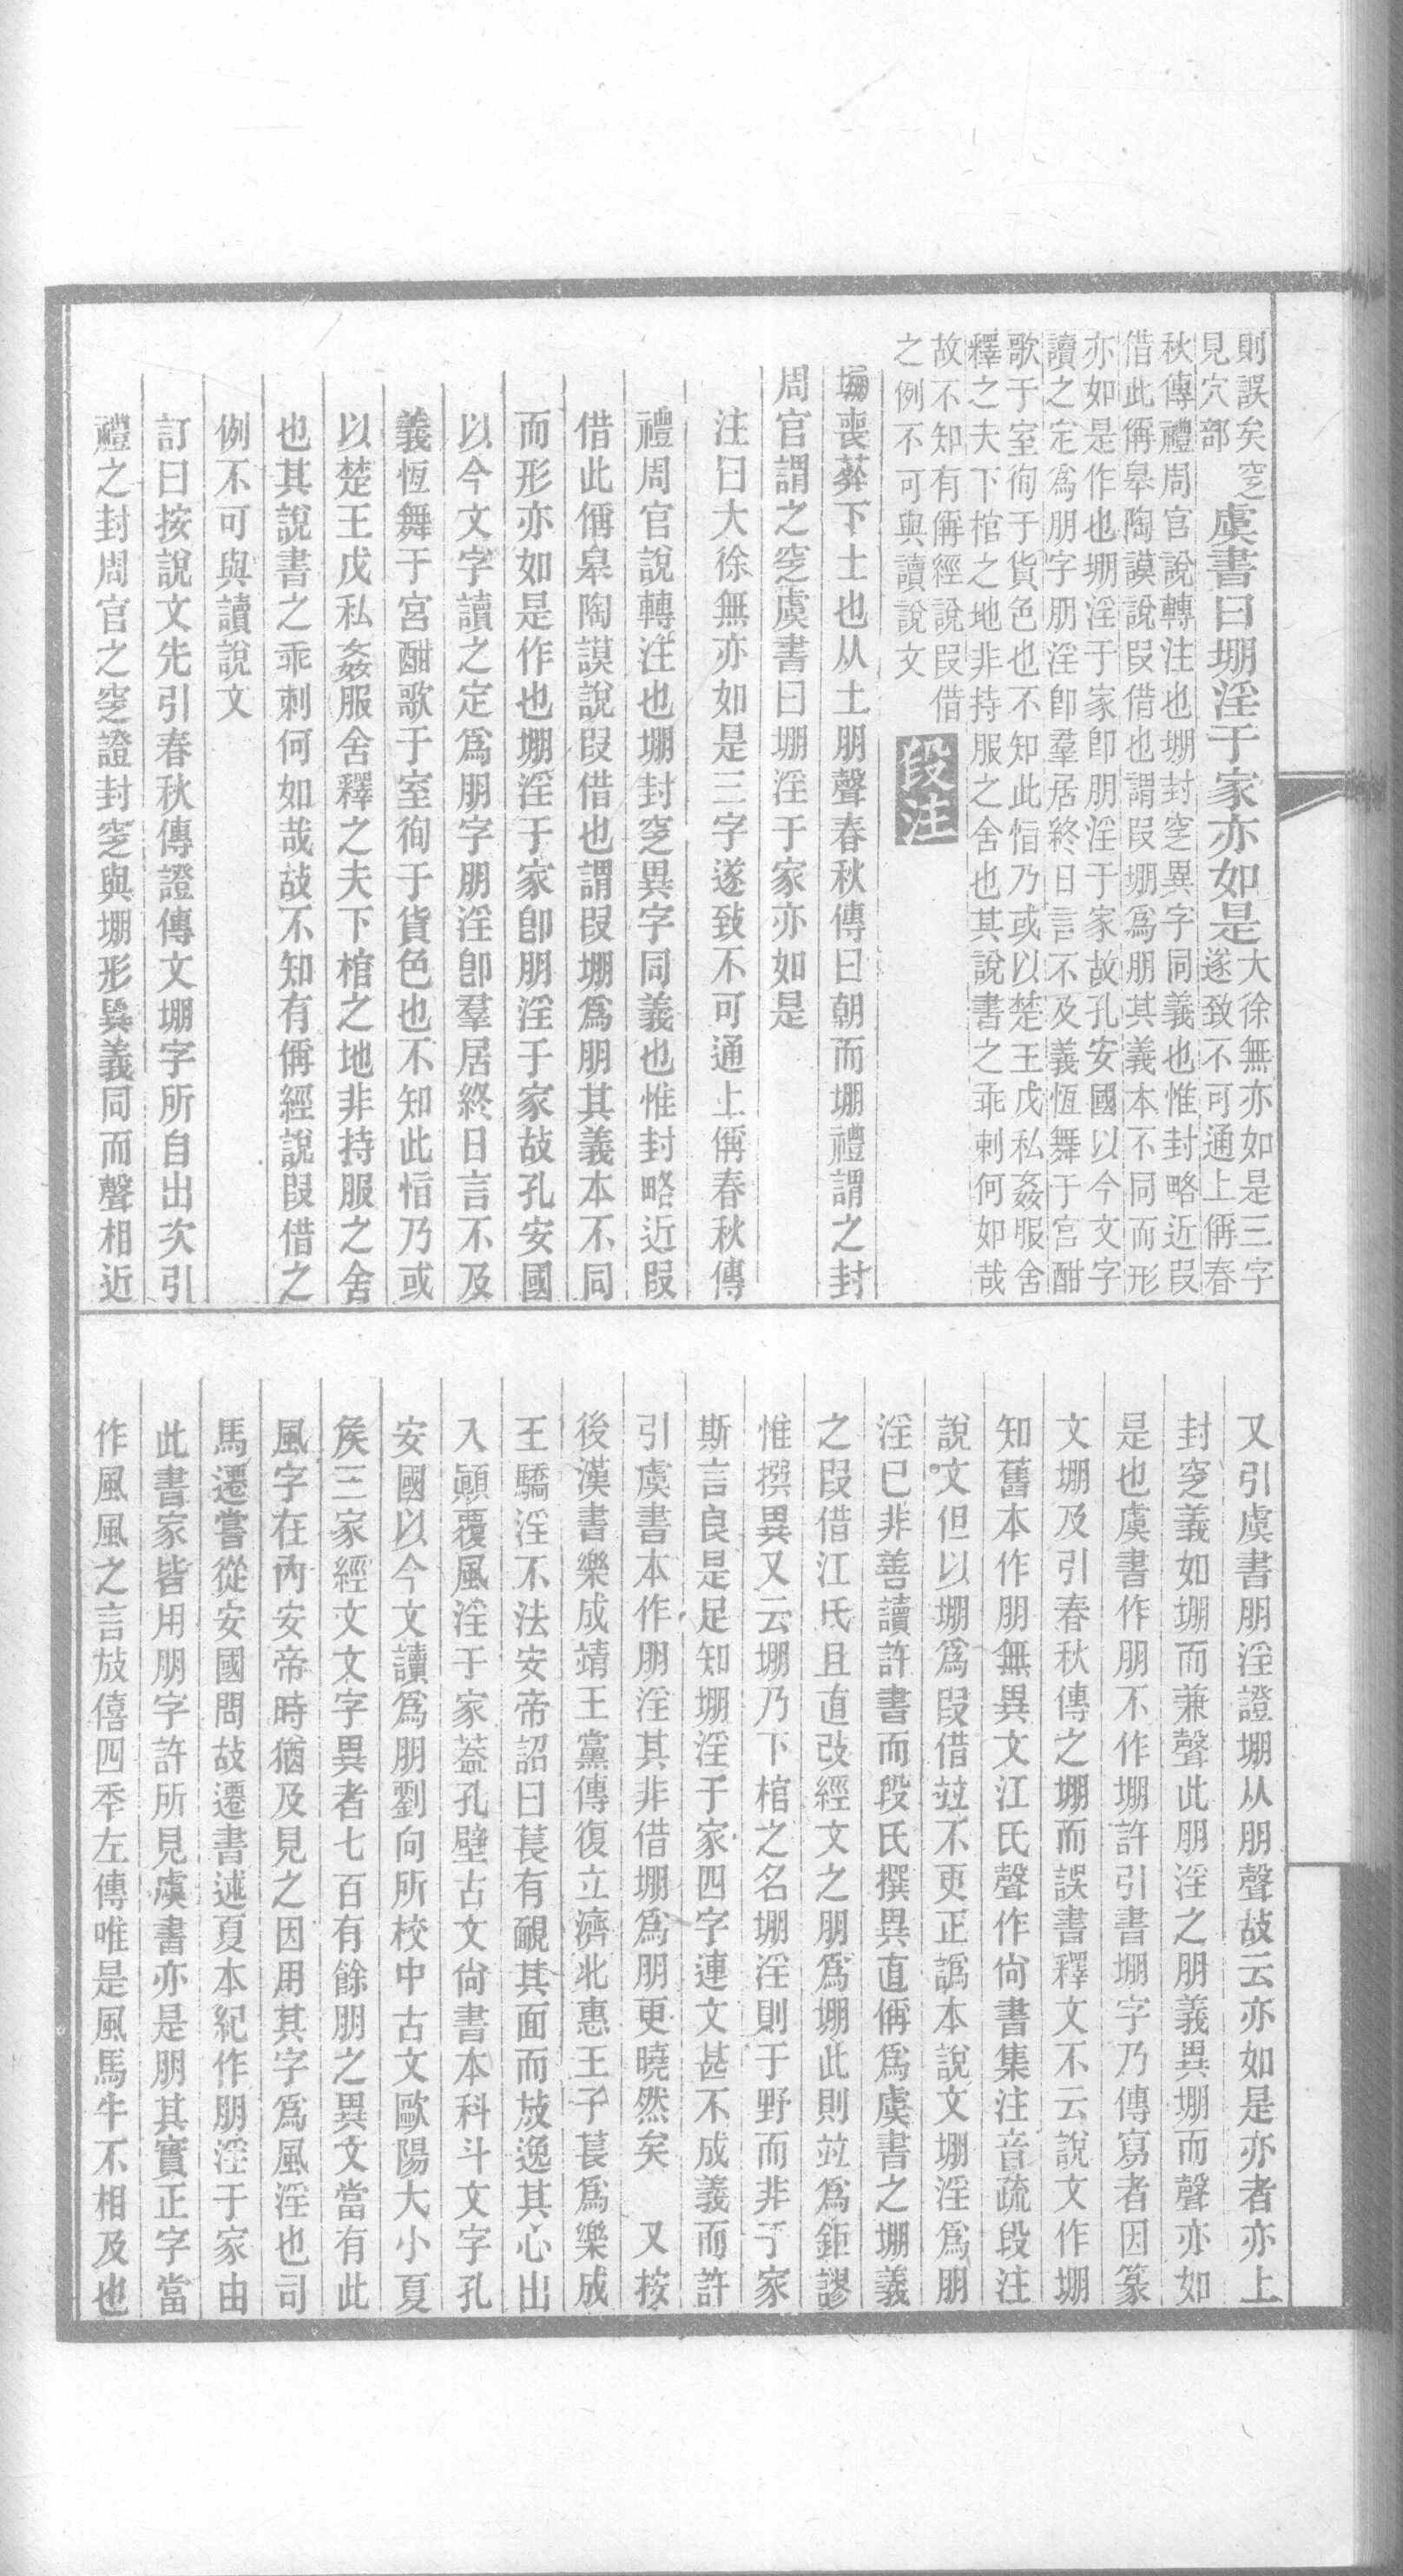 則誤矣窆
見穴部
虞書曰堋淫于家亦如是
大徐無亦如是三字
遂致不可通上偁春
秋傳禮周官說轉注也堋封窆異字同義也惟封略近叚
借此偁皋陶謨說叚借也謂叚堋爲朋其義本不同而形
亦如是作也堋淫于家卽朋淫于家故孔安國以今文字
讀之定爲朋字朋淫卽羣居終日言不及義恆舞于宮酣
歌于室徇于貨色也不知此恉乃或以楚王戊私姦服舍
釋之夫下棺之地非持服之舍也其說書之乖剌何如哉
故不知有偁經說叚借
之例不可與讀說文
段注
堋喪葬下土也从土朋聲春秋傳曰朝而堋禮謂之封
周官謂之窆虞書曰堋淫于家亦如是
注曰大徐無亦如是三字遂致不可通上偁春秋傳
禮周官說轉注也堋封窆異字同義也惟封略近叚
借此偁皋陶謨說叚借也謂叚堋爲朋其義本不同
而形亦如是作也堋淫于家卽朋淫于家故孔安國
以今文字讀之定爲朋字朋淫卽羣居終日言不及
義恆舞于宮酣歌于室徇于貨色也不知此恉乃或
以楚王戊私姦服舍釋之夫下棺之地非持服之舍
也其說書之乖刺何如哉故不知有偁經說叚借之
例不可與讀說文
訂曰按說文先引春秋傳證傳文堋字所自出次引
禮之封周官之窆證封窆與堋形異義同而聲相近
又引虞書朋淫證堋从朋聲故云亦如是亦者亦上
封窆義如堋而兼聲此朋淫之朋義異堋而聲亦如
是也虞書作朋不作堋許引書堋字乃傳寫者因篆
文堋及引春秋傳之堋而誤書釋文不云說文作堋
知舊本作朋無異文江氏聲作尙書集注音疏段注
說文但以堋爲叚借竝不更正譌本說文堋淫爲朋
淫已非善讀許書而段氏撰異直偁爲虞書之堋義
之叚借江氏且直改經文之朋爲堋此則竝爲鉅謬
惟撰異又云堋乃下棺之名堋淫則于野而非于家
斯言良是足知堋淫于家四字連文甚不成義而許
引虞書本作朋淫其非借堋爲朋更曉然矣　又按
後漢書樂成靖王黨傳復立濟北惠王子萇爲樂成
王驕淫不法安帝詔曰萇有靦其面而放逸其心出
入顚覆風淫于家葢孔壁古文尙書本科斗文字孔
安國以今文讀爲朋劉向所校中古文歐陽大小夏
矦三家經文文字異者七百有餘朋之異文當有此
風字在內安帝時猶及見之因用其字爲風淫也司
馬遷嘗從安國問故遷書述夏本紀作朋淫于家由
此書家皆用朋字許所見虞書亦是朋其實正字當
作風風之言放僖四秊左傳唯是風馬牛不相及也